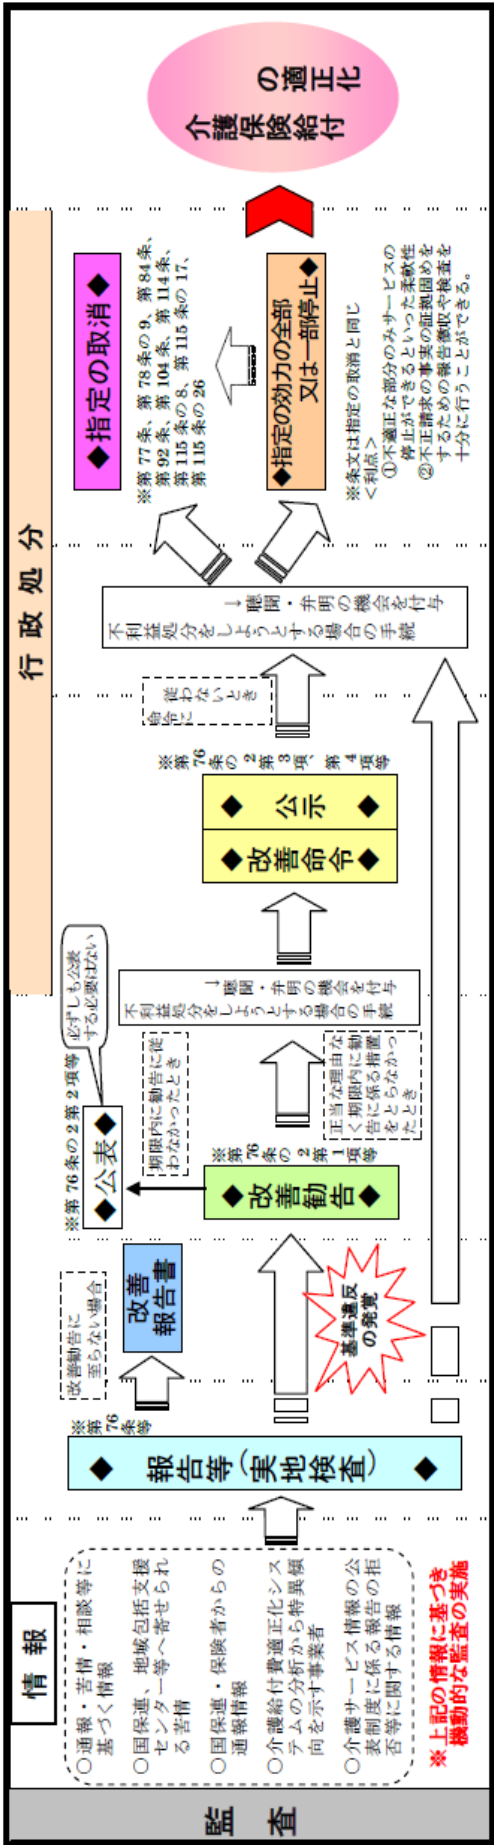 監査
情報
○通報・苦情・相談等に
基づく情報
○国保連、地域包括支援
センター等へ寄せられ
る苦情
○国保連・保険者からの
通報情報
○介護給付費適正化シス
テムの分析から特異傾
向を示す事業者
○介護サービス情報の公
表制度に係る報告の拒
否等に関する情報
※上記の情報に基づき
機動的な監査の実施
※第76条等
◆ 報告等(実地検査) ◆
改善勧告に
至らない場合
改善
報告書
基準違反
の発覚
※第76条の2第2項等
◆公表◆
必ずしも公表
する必要はない
期限内に勧告に従
わなかったとき
※第76条の2第1項等
◆改善勧告◆
正当な理由な
く期限内に勧
告に係る措置
をとらなかっ
たとき
不利益処分をしようとする場合の手続
→聴聞・弁明の機会を付与
行政処分
◆改善命令◆
◆ 公示 ◆
※第76条の2第3項、第4項等
命令に
従わないとき
不利益処分をしようとする場合の手続
→聴聞・弁明の機会を付与
◆指定の取消◆
※第77条、第78条の9、第84条、
第92条、第104条、第114条、
第115条の8、第115条の17、
第115条の26
◆指定の効力の全部
又は一部停止◆
※条文は指定の取消と同じ
<利点>
①不適正な部分のみサービスの
停止ができるといった柔軟性
②不正請求の事実の証拠固めを
するための報告徴収や検査を
十分に行うことができる。
介護保険給付
の適正化